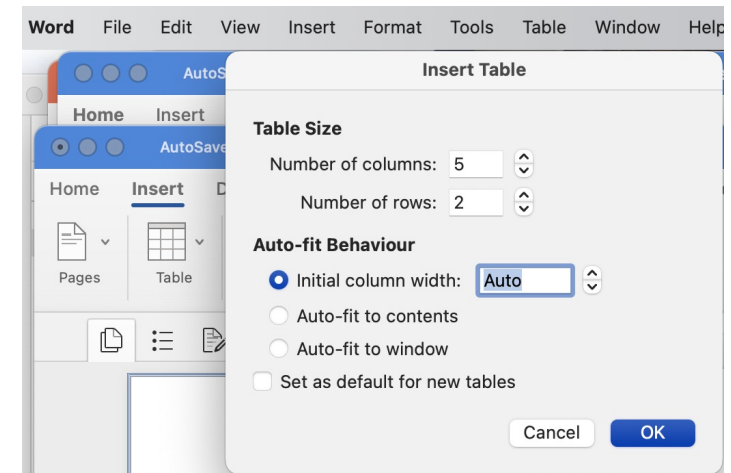 Word File Edit View Insert Format Tools Table Window Help
AutoS
Insert Table
Home Insert
Table Size
AutoSave
Number of columns: 5
Home Insert D
Number of rows: 2
Auto-fit Behaviour
Initial column width: Auto
Pages Table
Auto-fit to contents
Auto-fit to window
Set as default for new tables
Cancel OK